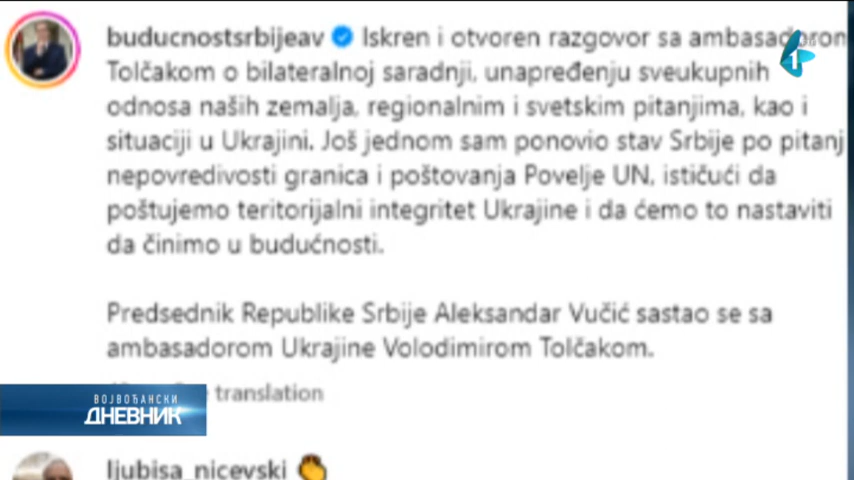 buducnostsrbijeav Iskren i otvoren razgovor sa ambasadorom
Tolčakom o bilateralnoj saradnji, unapređenju sveukupnih
odnosa naših zemalja, regionalnim i svetskim pitanjima, kao i
situaciji u Ukrajini. Još jednom sam ponovio stav Srbije po pitanj
nepovredivosti granica i poštovanja Povelje UN, ističući da
poštujemo teritorijalni integritet Ukrajine i da ćemo to nastaviti
da činimo u budućnosti.
Predsednik Republike Srbije Aleksandar Vučić sastao se sa
ambasadorom Ukrajine Volodimirom Tolčakom.
translation
ВОЈВОЂАНСКИ
ДНЕВНИК
ljubisa_nicevski
1